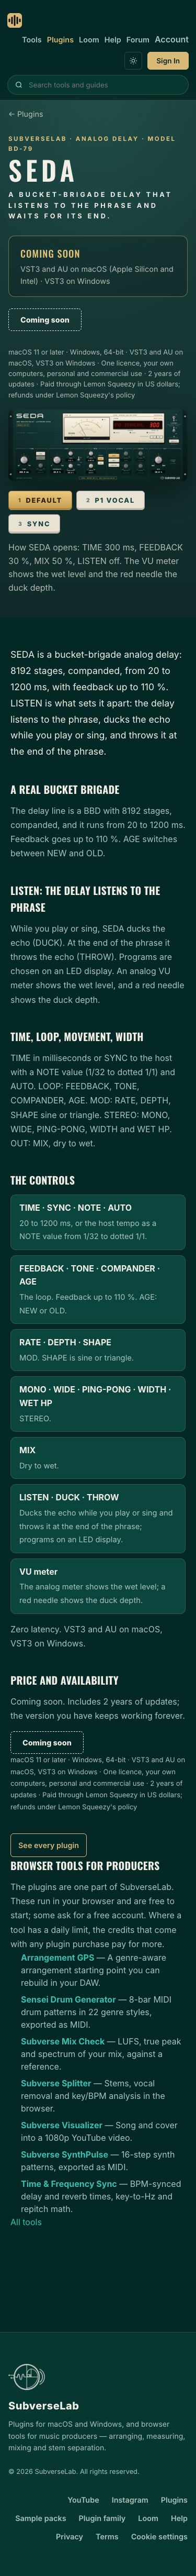 Tools Plugins Loom Help Forum Account
Sign In
Search tools and guides
← Plugins
SUBVERSELAB · ANALOG DELAY · MODEL
BD-79
SEDA
A BUCKET-BRIGADE DELAY THAT
LISTENS TO THE PHRASE AND
WAITS FOR ITS END.
COMING SOON
VST3 and AU on macOS (Apple Silicon and
Intel) · VST3 on Windows
Coming soon
macOS 11 or later · Windows, 64-bit · VST3 and AU on
macOS, VST3 on Windows · One licence, your own
computers, personal and commercial use · 2 years of
updates · Paid through Lemon Squeezy in US dollars;
refunds under Lemon Squeezy's policy
SEDA
1 DEFAULT
2 P1 VOCAL
3 SYNC
How SEDA opens: TIME 300 ms, FEEDBACK
30 %, MIX 50 %, LISTEN off. The VU meter
shows the wet level and the red needle the
duck depth.
SEDA is a bucket-brigade analog delay:
8192 stages, companded, from 20 to
1200 ms, with feedback up to 110 %.
LISTEN is what sets it apart: the delay
listens to the phrase, ducks the echo
while you play or sing, and throws it at
the end of the phrase.
A REAL BUCKET BRIGADE
The delay line is a BBD with 8192 stages,
companded, and it runs from 20 to 1200 ms.
Feedback goes up to 110 %. AGE switches
between NEW and OLD.
LISTEN: THE DELAY LISTENS TO THE
PHRASE
While you play or sing, SEDA ducks the
echo (DUCK). At the end of the phrase it
throws the echo (THROW). Programs are
chosen on an LED display. An analog VU
meter shows the wet level, and a red needle
shows the duck depth.
TIME, LOOP, MOVEMENT, WIDTH
TIME in milliseconds or SYNC to the host
with a NOTE value (1/32 to dotted 1/1) and
AUTO. LOOP: FEEDBACK, TONE,
COMPANDER, AGE. MOD: RATE, DEPTH,
SHAPE sine or triangle. STEREO: MONO,
WIDE, PING-PONG, WIDTH and WET HP.
OUT: MIX, dry to wet.
THE CONTROLS
TIME · SYNC · NOTE · AUTO
20 to 1200 ms, or the host tempo as a
NOTE value from 1/32 to dotted 1/1.
FEEDBACK · TONE · COMPANDER ·
AGE
The loop. Feedback up to 110 %. AGE:
NEW or OLD.
RATE · DEPTH · SHAPE
MOD. SHAPE is sine or triangle.
MONO · WIDE · PING-PONG · WIDTH ·
WET HP
STEREO.
MIX
Dry to wet.
LISTEN · DUCK · THROW
Ducks the echo while you play or sing and
throws it at the end of the phrase;
programs on an LED display.
VU meter
The analog meter shows the wet level; a
red needle shows the duck depth.
Zero latency. VST3 and AU on macOS,
VST3 on Windows.
PRICE AND AVAILABILITY
Coming soon. Includes 2 years of updates;
the version you have keeps working forever.
Coming soon
macOS 11 or later · Windows, 64-bit · VST3 and AU on
macOS, VST3 on Windows · One licence, your own
computers, personal and commercial use · 2 years of
updates · Paid through Lemon Squeezy in US dollars;
refunds under Lemon Squeezy's policy
See every plugin
BROWSER TOOLS FOR PRODUCERS
The plugins are one part of SubverseLab.
These run in your browser and are free to
start; some ask for a free account. Where a
tool has a daily limit, the credits that come
with any plugin purchase pay for more.
Arrangement GPS — A genre-aware
arrangement starting point you can
rebuild in your DAW.
Sensei Drum Generator — 8-bar MIDI
drum patterns in 22 genre styles,
exported as MIDI.
Subverse Mix Check — LUFS, true peak
and spectrum of your mix, against a
reference.
Subverse Splitter — Stems, vocal
removal and key/BPM analysis in the
browser.
Subverse Visualizer — Song and cover
into a 1080p YouTube video.
Subverse SynthPulse — 16-step synth
patterns, exported as MIDI.
Time & Frequency Sync — BPM-synced
delay and reverb times, key-to-Hz and
repitch math.
All tools
SubverseLab
Plugins for macOS and Windows, and browser
tools for music producers — arranging, measuring,
mixing and stem separation.
© 2026 SubverseLab. All rights reserved.
YouTube Instagram Plugins
Sample packs Plugin family Loom Help
Privacy Terms Cookie settings